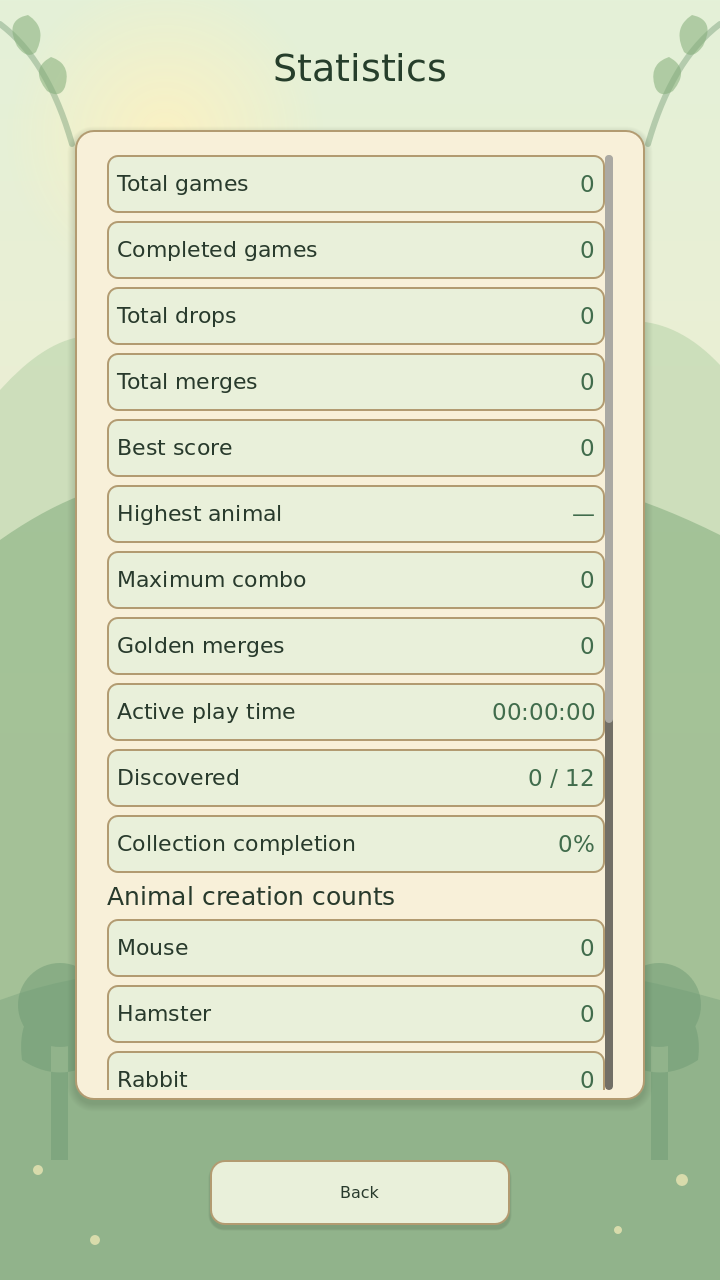 Statistics
Total games 0
Completed games 0
Total drops 0
Total merges 0
Best score 0
Highest animal —
Maximum combo 0
Golden merges 0
Active play time 00:00:00
Discovered 0 / 12
Collection completion 0%
Animal creation counts
Mouse 0
Hamster 0
Rabbit 0
Back